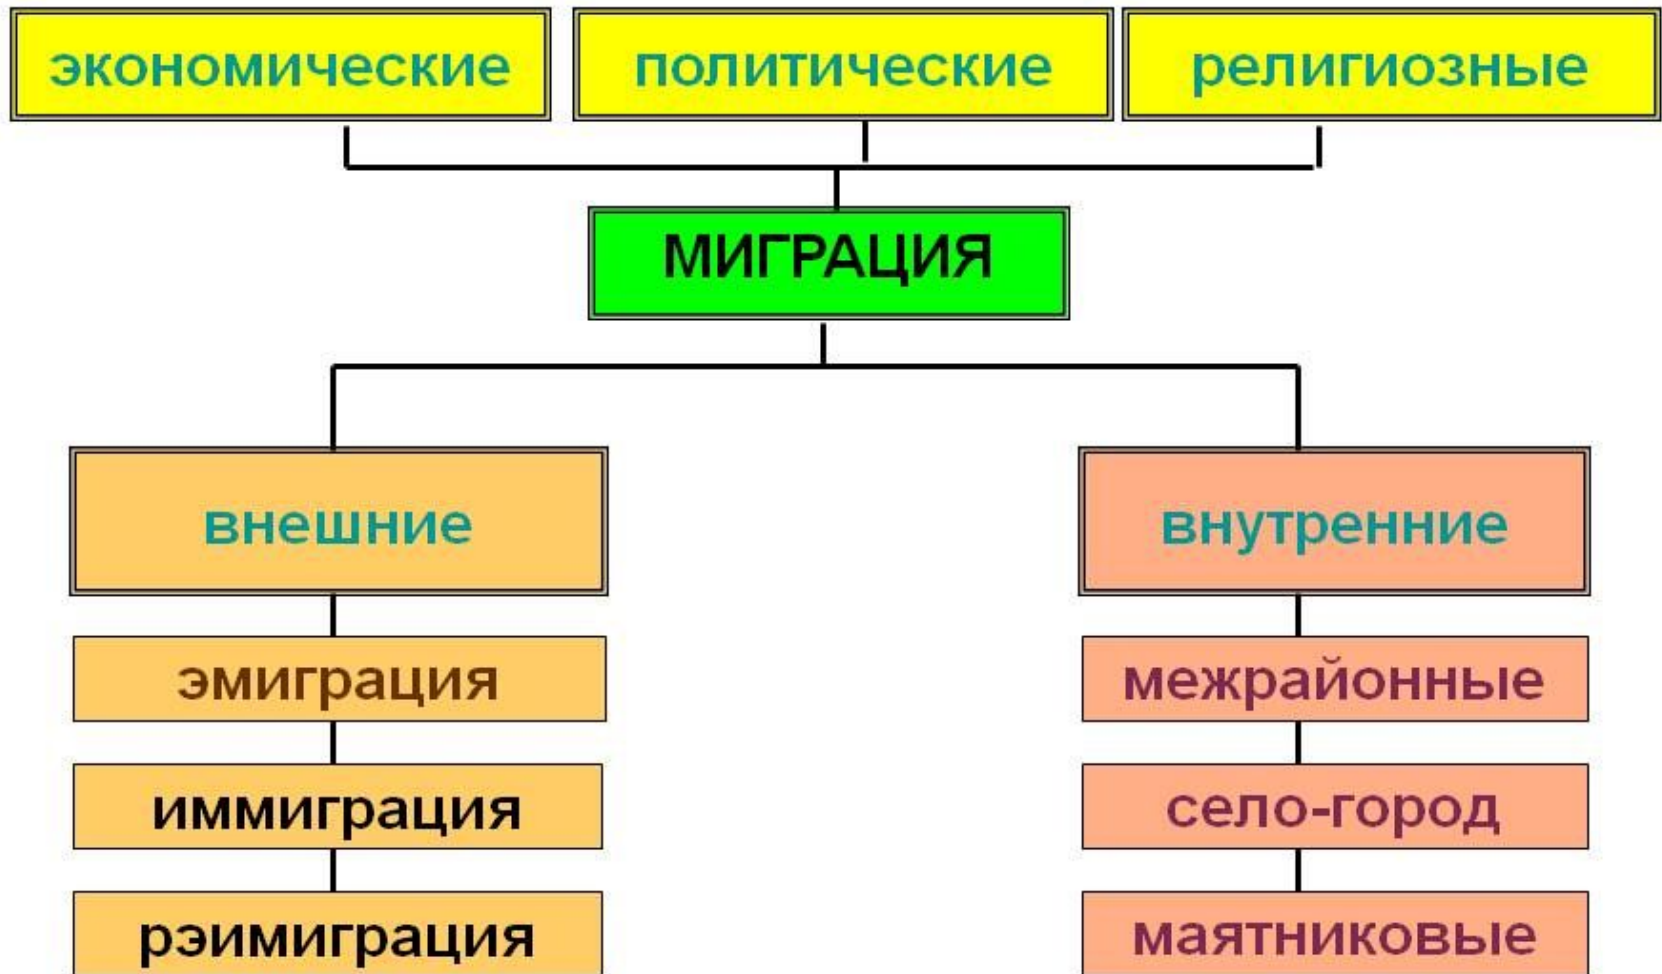 экономические
политические
религиозные
МИГРАЦИЯ
внешние
внутренние
эмиграция
межрайонные
иммиграция
село-город
рэимиграция
маятниковые